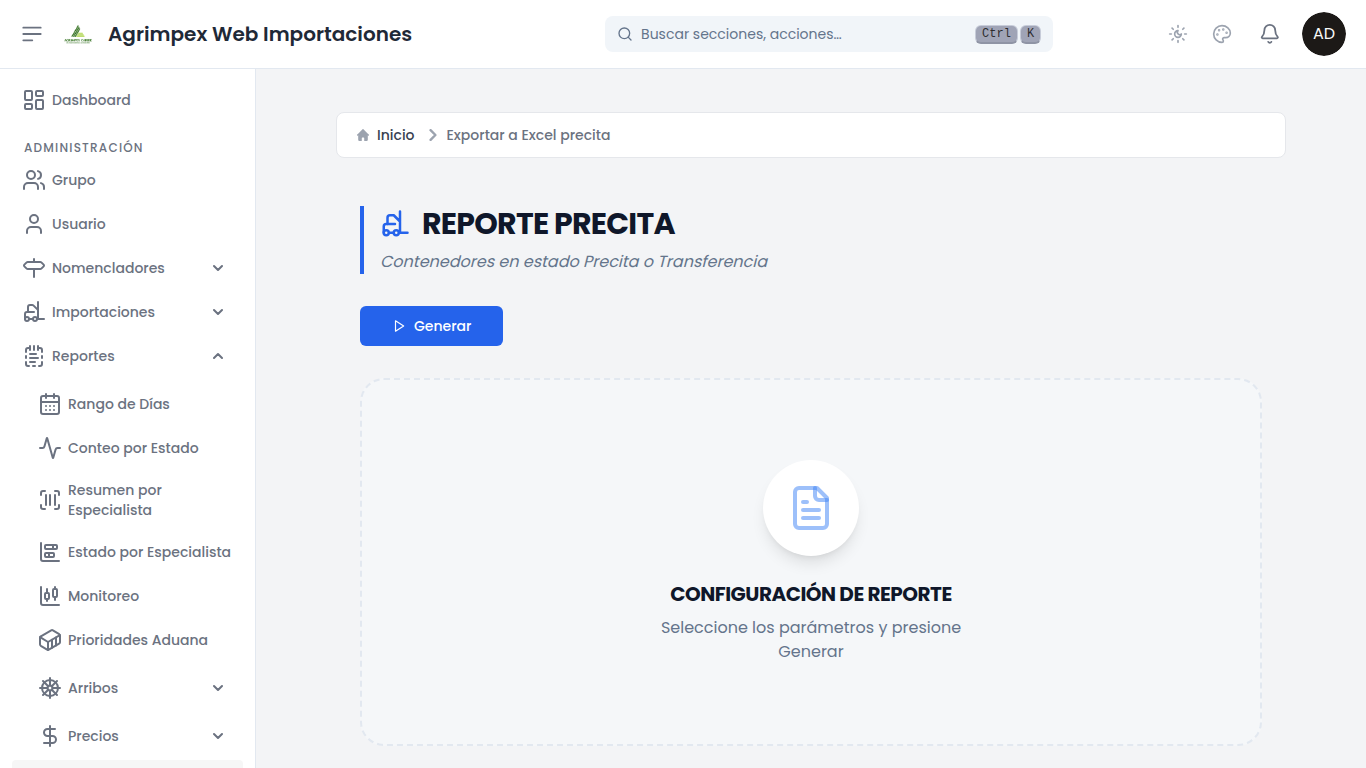 Agrimpex Web Importaciones
Buscar secciones, acciones...
Ctrl K
AD
Dashboard
ADMINISTRACIÓN
Grupo
Usuario
Nomencladores
Importaciones
Reportes
Rango de Días
Conteo por Estado
Resumen por
Especialista
Estado por Especialista
Monitoreo
Prioridades Aduana
Arribos
Precios
Inicio
Exportar a Excel precita
REPORTE PRECITA
Contenedores en estado Precita o Transferencia
Generar
CONFIGURACIÓN DE REPORTE
Seleccione los parámetros y presione
Generar